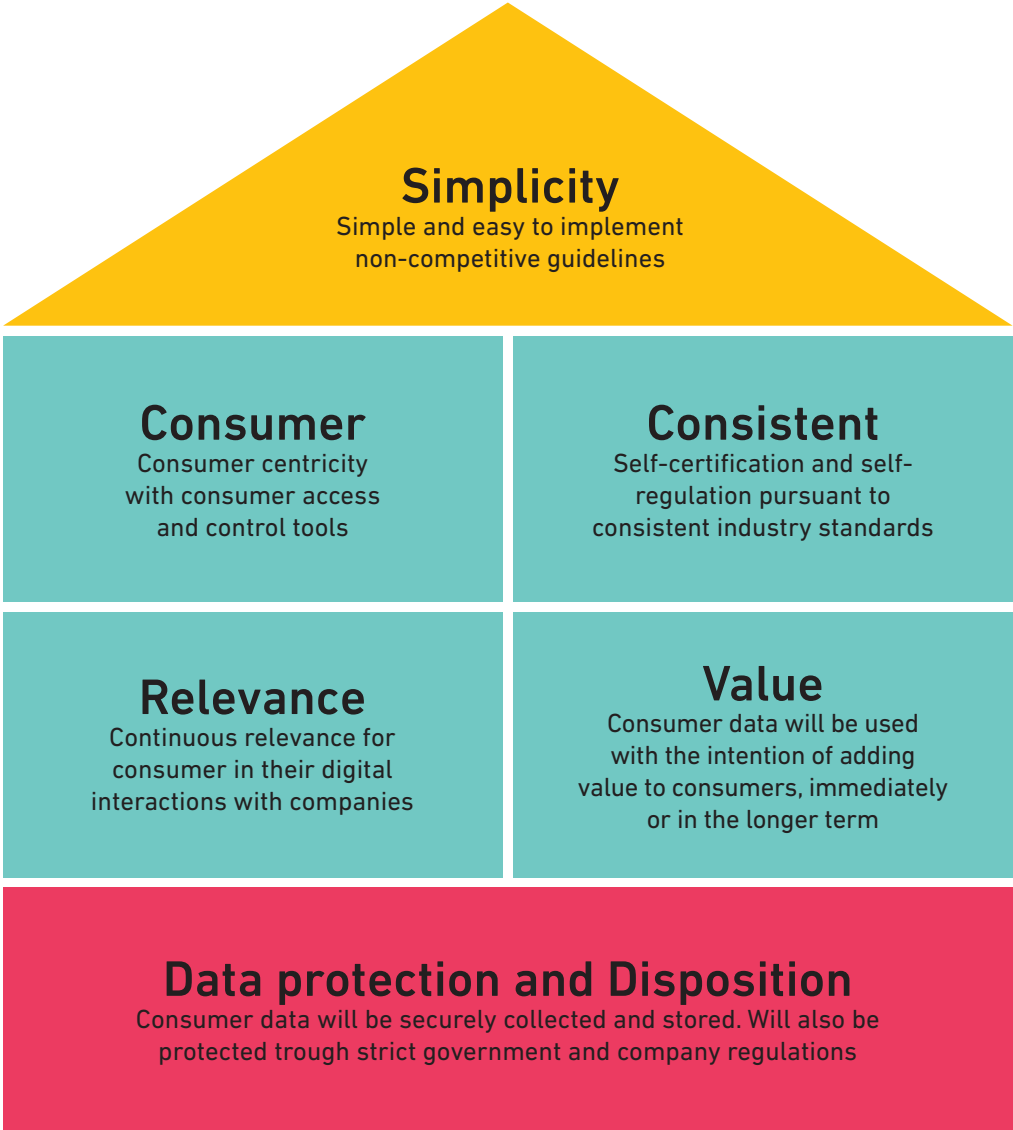 Simplicity
Simple and easy to implement
non-competitive guidelines
Consumer
Consumer centricity
with consumer access
and control tools
Consistent
Self-certification and self-
regulation pursuant to
consistent industry standards
Relevance
Continuous relevance for
consumer in their digital
interactions with companies
Value
Consumer data will be used
with the intention of adding
value to consumers, immediately
or in the longer term
Data protection and Disposition
Consumer data will be securely collected and stored. Will also be
protected trough strict government and company regulations